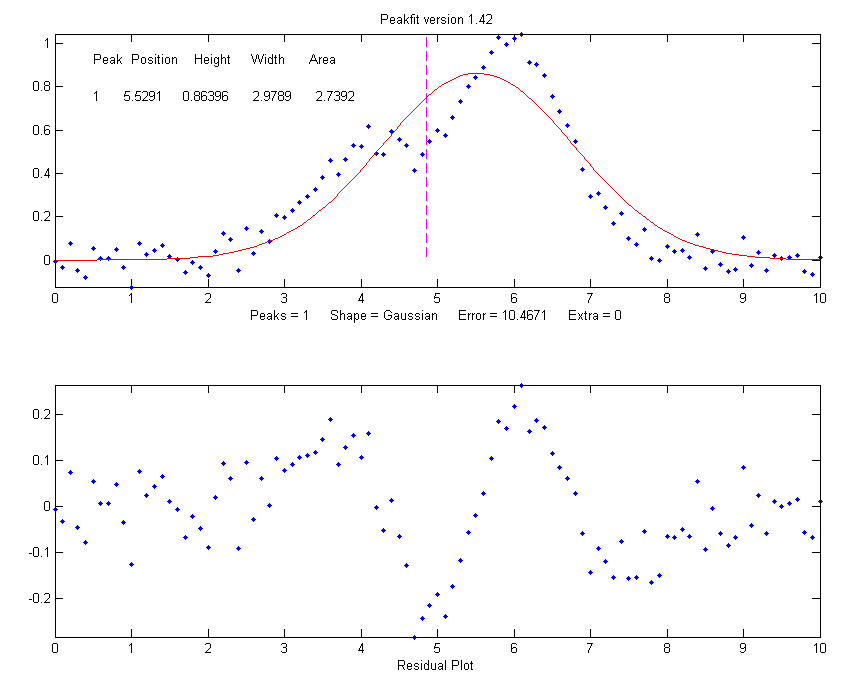 Peakfit version 1.42
1
Peak Position Height Width Area
0.8
1 5.5291 0.86396 2.9789 2.7392
0.6
0.4
0.2
0
0 1 2 3 4 5 6 7 8 9 10
Peaks = 1 Shape = Gaussian Error = 10.4671 Extra = 0
0.2
0.1
0
-0.1
-0.2
0 1 2 3 4 5 6 7 8 9 10
Residual Plot